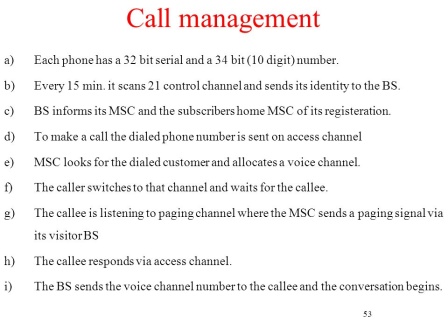 Call management
a) Each phone has a 32 bit serial and a 34 bit (10 digit) number.
b) Every 15 min. it scans 21 control channel and sends its identity to the BS.
c) BS informs its MSC and the subscribers home MSC of its registeration.
d) To make a call the dialed phone number is sent on access channel
e) MSC looks for the dialed customer and allocates a voice channel.
f) The caller switches to that channel and waits for the callee.
g) The callee is listening to paging channel where the MSC sends a paging signal via
its visitor BS
h) The callee responds via access channel.
i) The BS sends the voice channel number to the callee and the conversation begins.
53